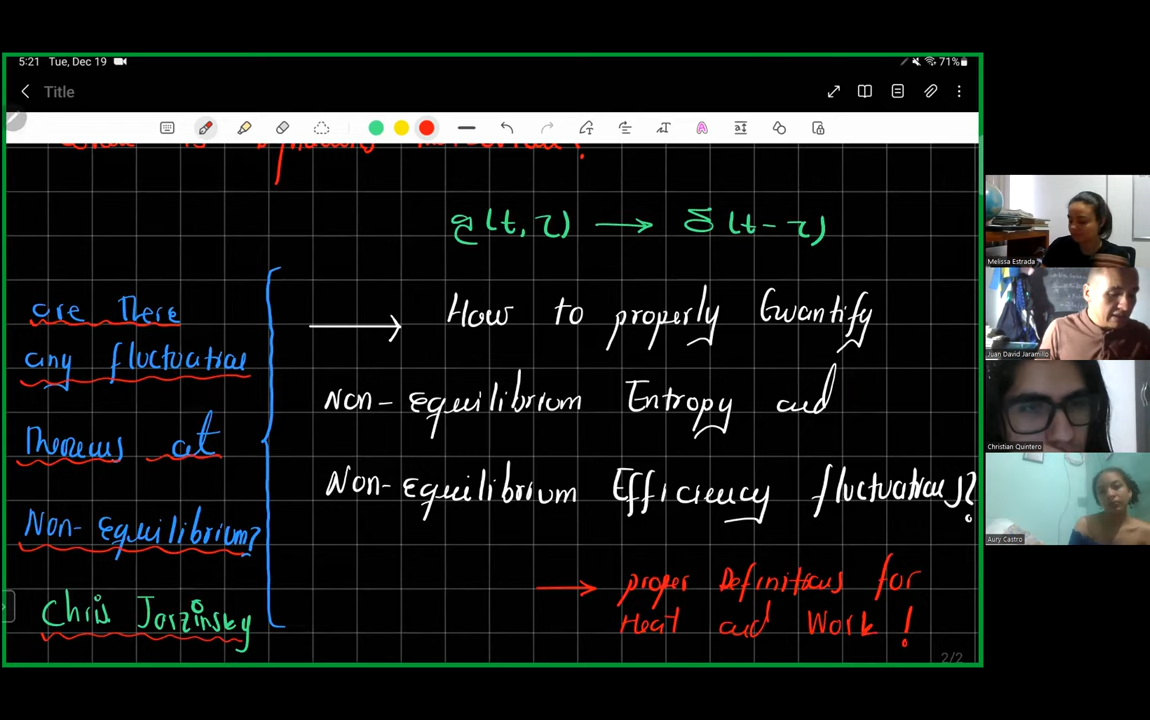 5:21 Tue, Dec 19
71%
Title
g(t, τ) → δ(t-τ)
are There
any fluctuation
Theorems at
Non-equilibrium?
Chris Jarzinsky
→ How to properly Quantify
Non-equilibrium Entropy and
Non-equilibrium Efficiency fluctuations?
→ proper Definitions for
Heat and Work!
2/2
Melissa Estrada
Juan David Jaramillo
Christian Quintero
Aury Castro